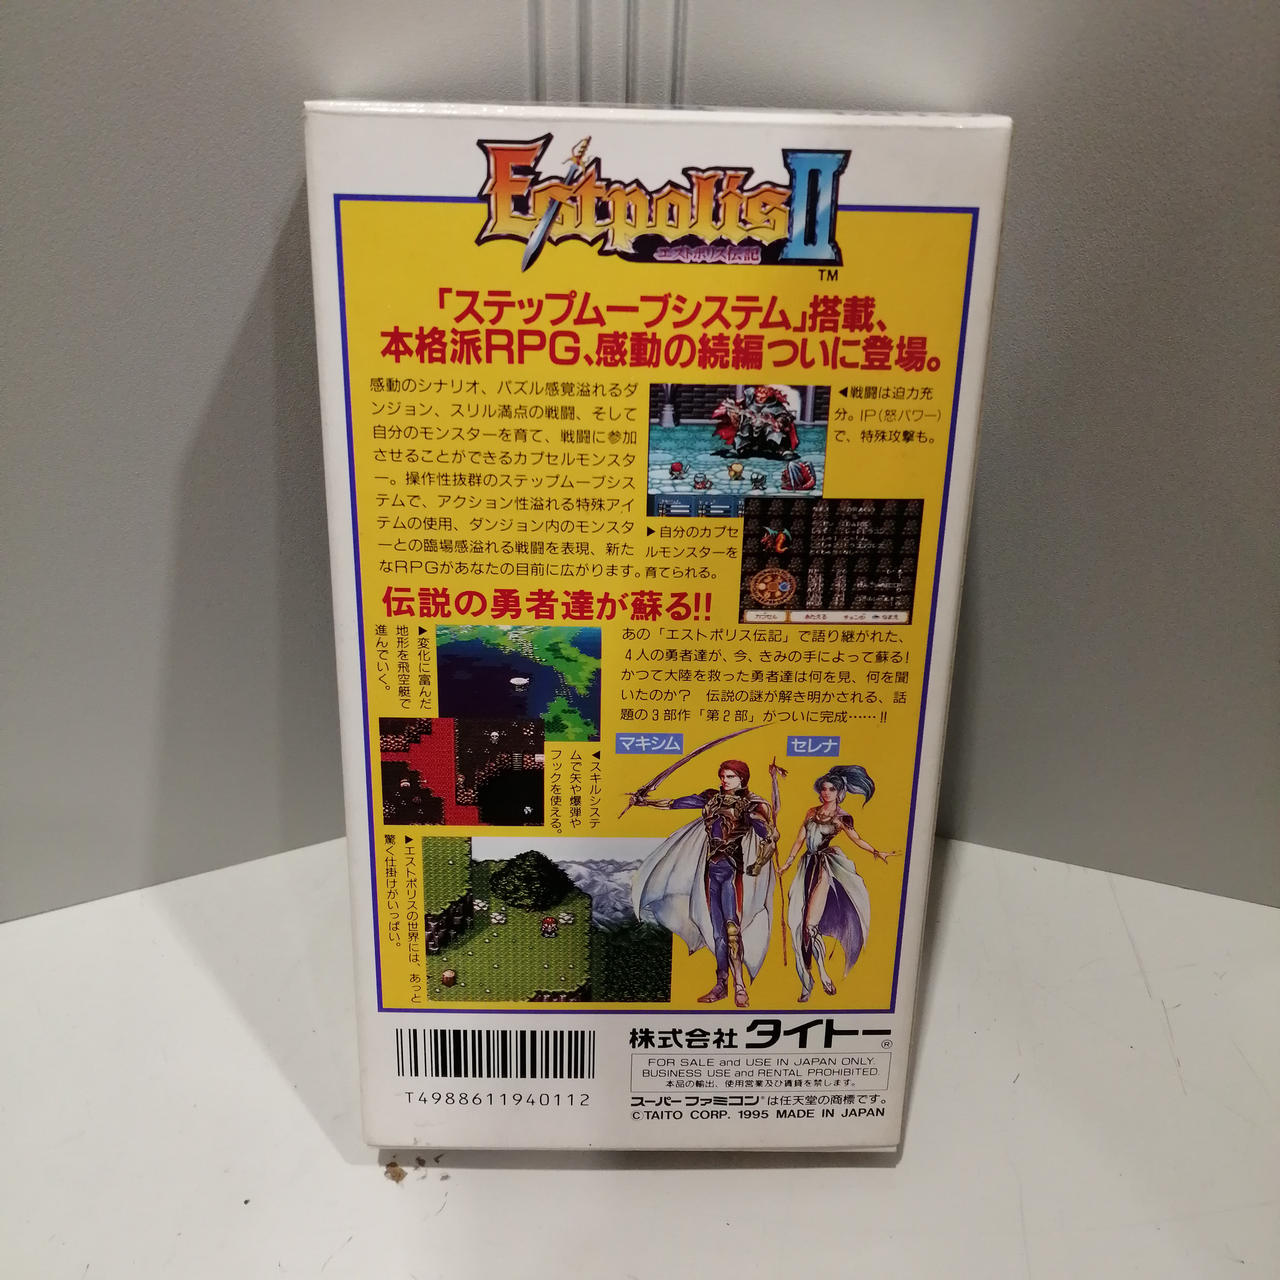 Estpolis II
エストポリス伝記
TM
「ステップムーブシステム」搭載、
本格派RPG、感動の続編ついに登場。
感動のシナリオ、パズル感覚溢れるダ
ンジョン、スリル満点の戦闘、そして
自分のモンスターを育て、戦闘に参加
させることができるカプセルモンスタ
ー。操作性抜群のステップムーブシス
テムで、アクション性溢れる特殊アイ
テムの使用、ダンジョン内のモンスタ
ーとの臨場感溢れる戦闘を表現、新た
なRPGがあなたの目前に広がります。
◀戦闘は迫力充
分。IP(怒パワー)
で、特殊攻撃も。
▶自分のカプセ
ルモンスターを
育てられる。
カプセル
あたえる
チェンジ
なまえ
伝説の勇者達が蘇る!!
▶変化に富んだ
地形を飛空艇で
進んでいく。
あの「エストポリス伝記」で語り継がれた、
4人の勇者達が、今、きみの手によって蘇る!
かつて大陸を救った勇者達は何を見、何を聞
いたのか? 伝説の謎が解き明かされる、話
題の3部作「第2部」がついに完成……!!
◀スキルシステ
ムで矢や爆弾や
フックを使える。
マキシム
セレナ
▶エストポリスの世界には、あっと
驚く仕掛けがいっぱい。
T4988611940112
株式会社 タイトー®
FOR SALE and USE IN JAPAN ONLY.
BUSINESS USE and RENTAL PROHIBITED.
本品の輸出、使用営業及び賃貸を禁じます。
スーパーファミコン®は任天堂の商標です。
©TAITO CORP. 1995 MADE IN JAPAN